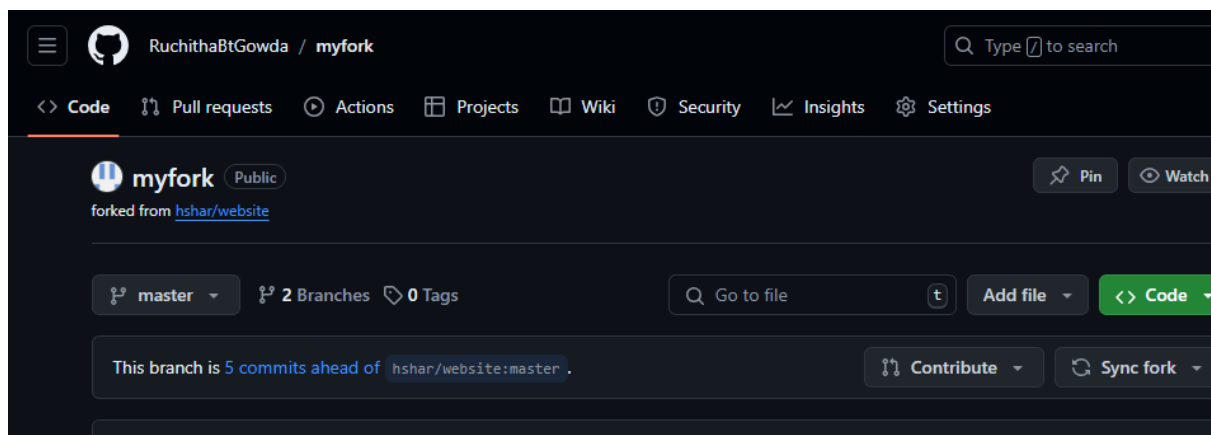 RuchithaBtGowda / myfork Type / to search
<> Code Pull requests Actions Projects Wiki Security Insights Settings
myfork Public Pin Watch
forked from hshar/website
master 2 Branches 0 Tags Go to file t Add file <> Code
This branch is 5 commits ahead of hshar/website:master . Contribute Sync fork